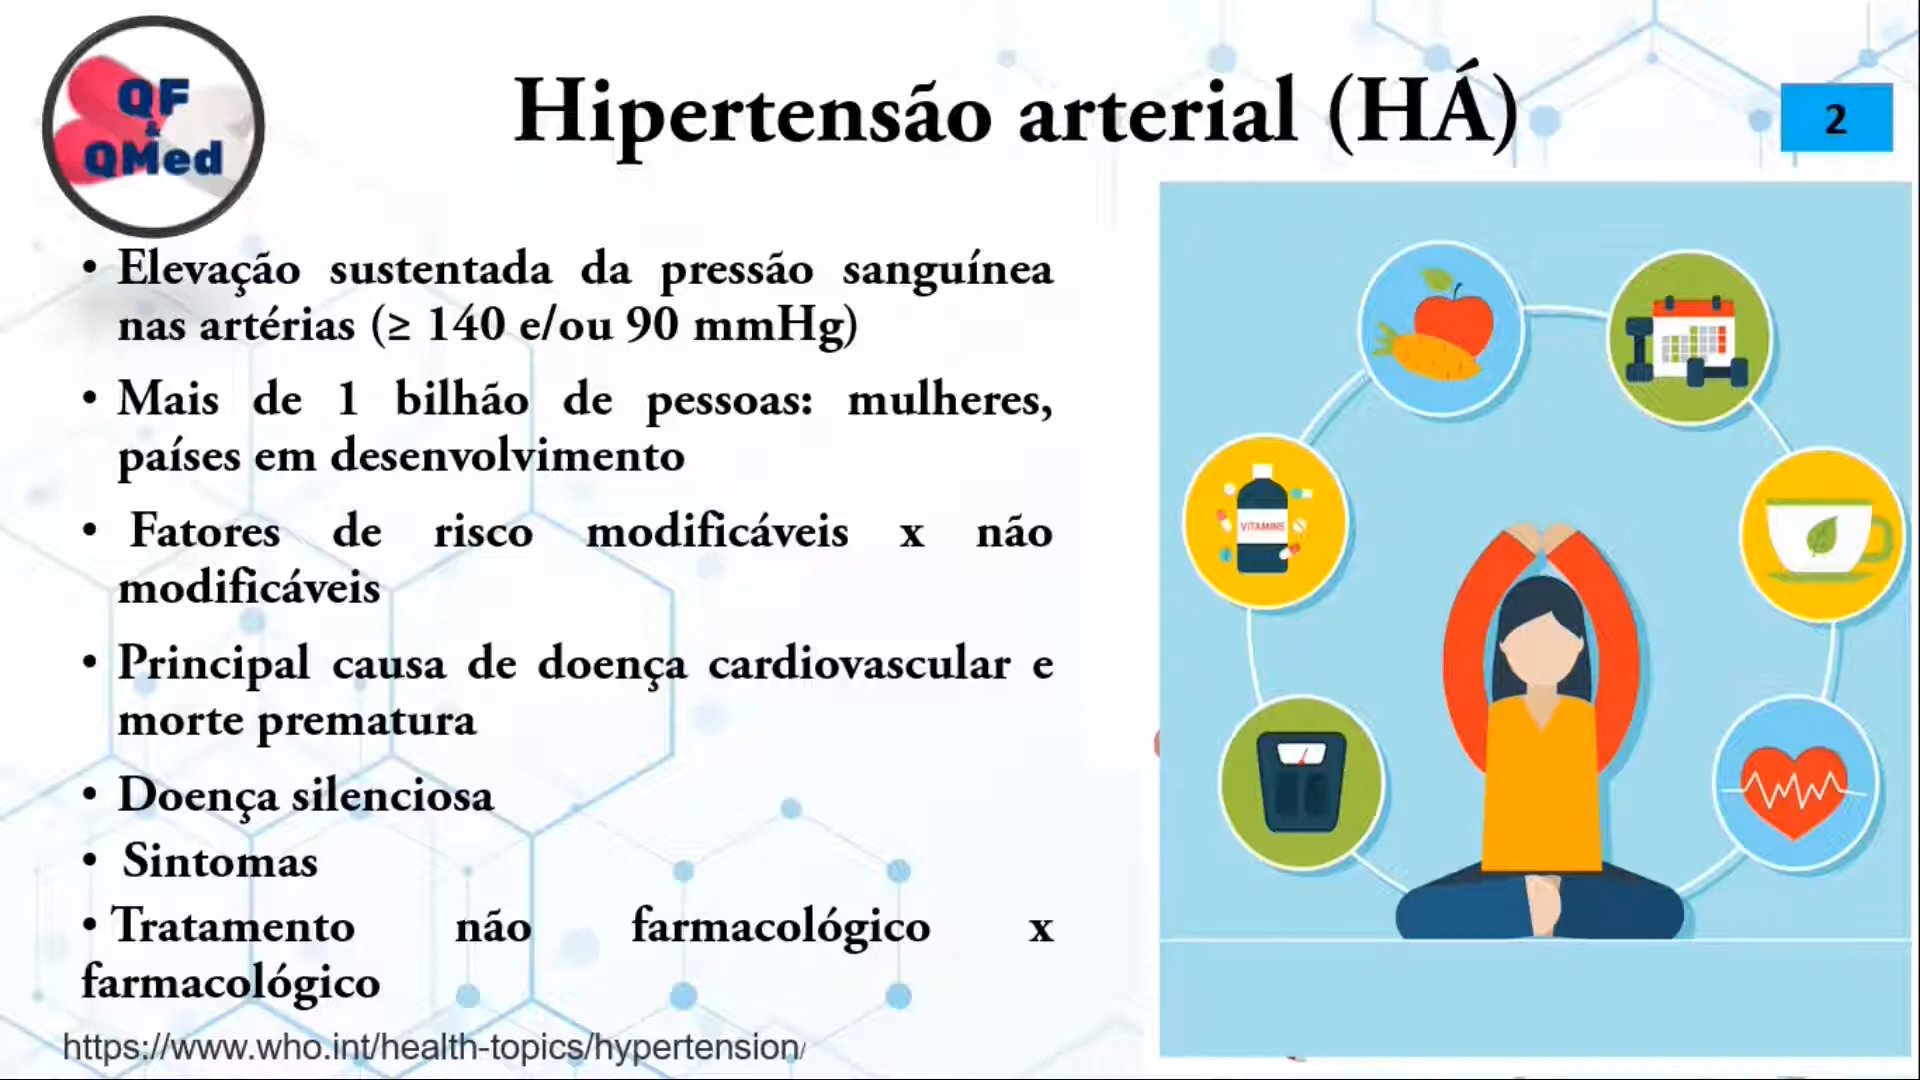 QF
&
QMed
Hipertensão arterial (HÁ)
2
• Elevação sustentada da pressão sanguínea
nas artérias (≥ 140 e/ou 90 mmHg)
• Mais de 1 bilhão de pessoas: mulheres,
países em desenvolvimento
• Fatores de risco modificáveis x não
modificáveis
• Principal causa de doença cardiovascular e
morte prematura
• Doença silenciosa
• Sintomas
• Tratamento não farmacológico x
farmacológico
https://www.who.int/health-topics/hypertension/
VITAMINS